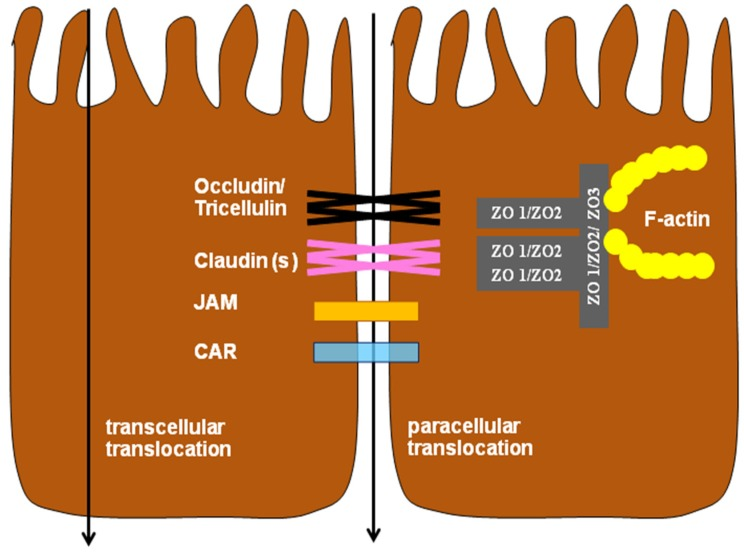 Occludin/
Tricellulin
Claudin (s)
JAM
CAR
transcellular
translocation
paracellular
translocation
ZO 1/ZO2
ZO 1/ZO2
ZO 1/ZO2
ZO 1/ZO2/ ZO3
F-actin